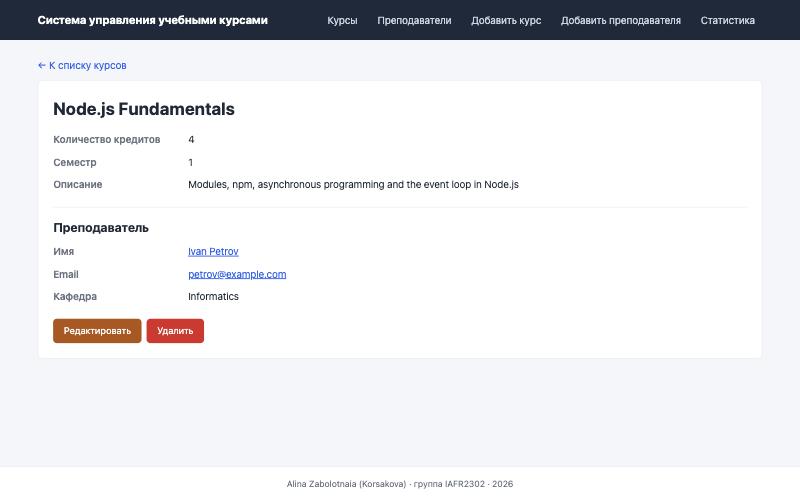 Система управления учебными курсами Курсы Преподаватели Добавить курс Добавить преподавателя Статистика
← К списку курсов
Node.js Fundamentals
Количество кредитов 4
Семестр 1
Описание Modules, npm, asynchronous programming and the event loop in Node.js
Преподаватель
Имя Ivan Petrov
Email petrov@example.com
Кафедра Informatics
Редактировать Удалить
Alina Zabolotnaia (Korsakova) · группа IAFR2302 · 2026